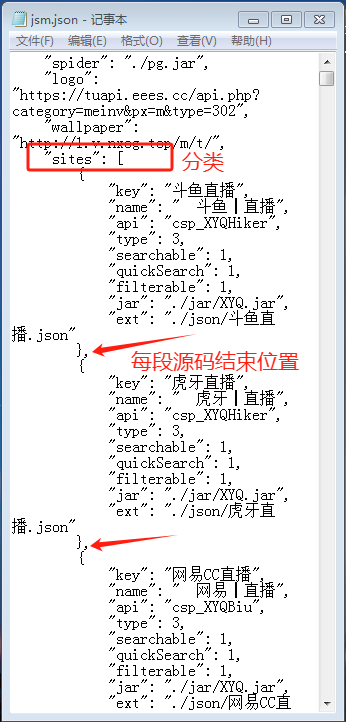 jsm.json - 记事本
文件(F) 编辑(E) 格式(O) 查看(V) 帮助(H)
"spider": "./pg.jar",
"logo":
"https://tuapi.eees.cc/api.php?
category=meinv&px=m&type=302",
"wallpaper":
"http://l.v.nxog.top/m/t/",
"sites": [
分类
{
"key": "斗鱼直播",
"name": "  斗鱼┃直播",
"api": "csp_XYQHiker",
"type": 3,
"searchable": 1,
"quickSearch": 1,
"filterable": 1,
"jar": "./jar/XYQ.jar",
"ext": "./json/斗鱼直
播.json"
},
每段源码结束位置
{
"key": "虎牙直播",
"name": "  虎牙┃直播",
"api": "csp_XYQHiker",
"type": 3,
"searchable": 1,
"quickSearch": 1,
"filterable": 1,
"jar": "./jar/XYQ.jar",
"ext": "./json/虎牙直
播.json"
},
{
"key": "网易CC直播",
"name": "  网易┃直播",
"api": "csp_XYQBiu",
"type": 3,
"searchable": 1,
"quickSearch": 1,
"filterable": 1,
"jar": "./jar/XYQ.jar",
"ext": "./json/网易CC直